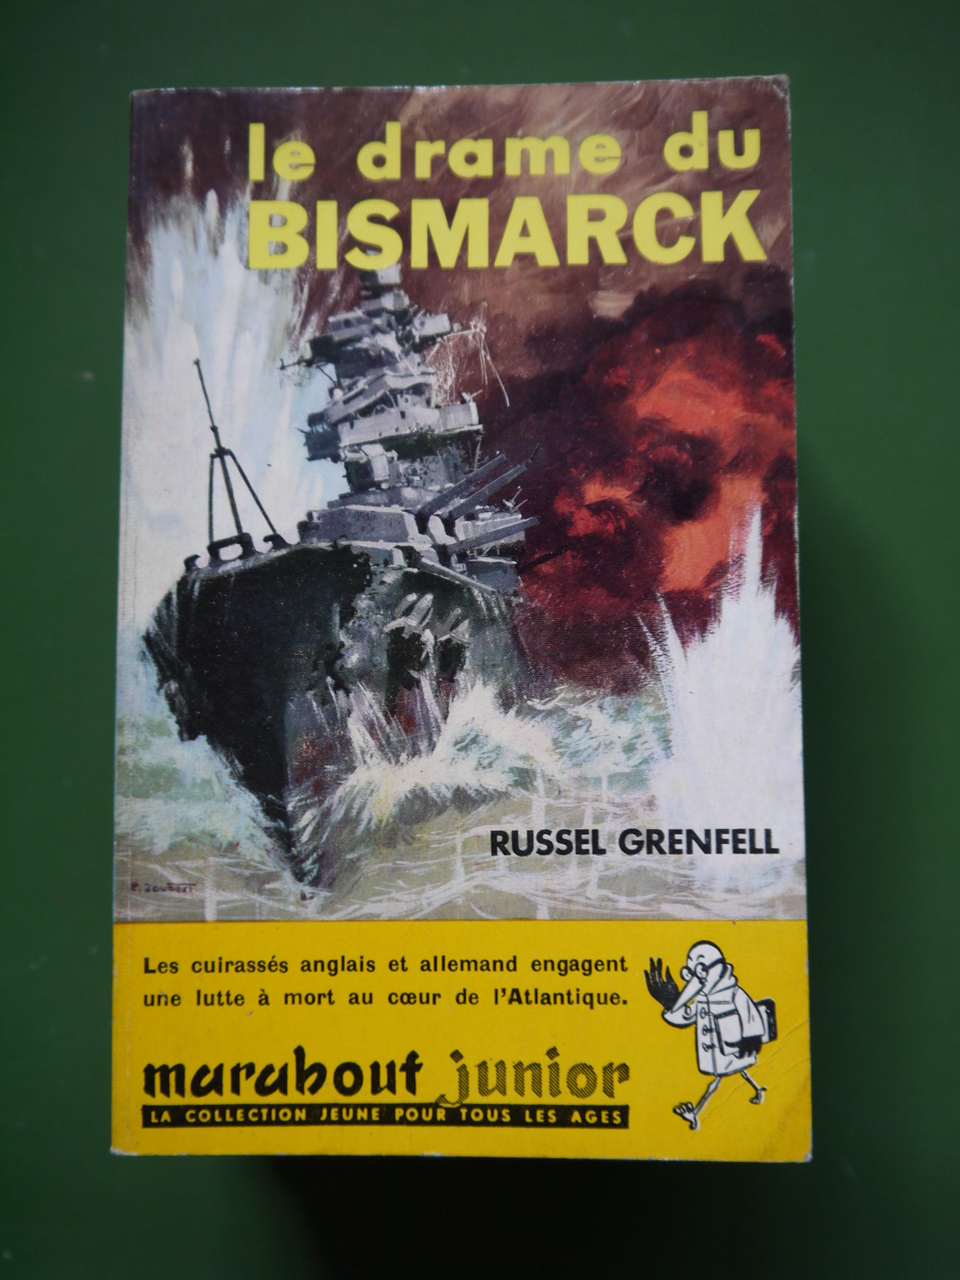 le drame du
BISMARCK
RUSSEL GRENFELL
P. JOUBERT
Les cuirassés anglais et allemand engagent
une lutte à mort au cœur de l'Atlantique.
marabout junior
LA COLLECTION JEUNE POUR TOUS LES AGES